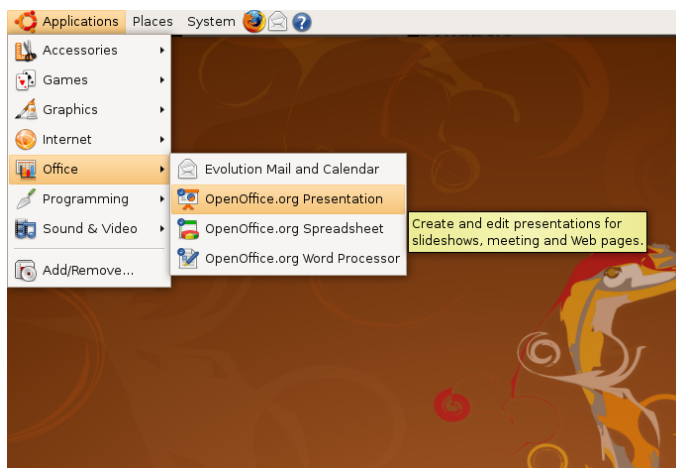 Applications Places System
Accessories
Games
Graphics
Internet
Office
Programming
Sound & Video
Add/Remove...
Evolution Mail and Calendar
OpenOffice.org Presentation
OpenOffice.org Spreadsheet
OpenOffice.org Word Processor
Create and edit presentations for
slideshows, meeting and Web pages.